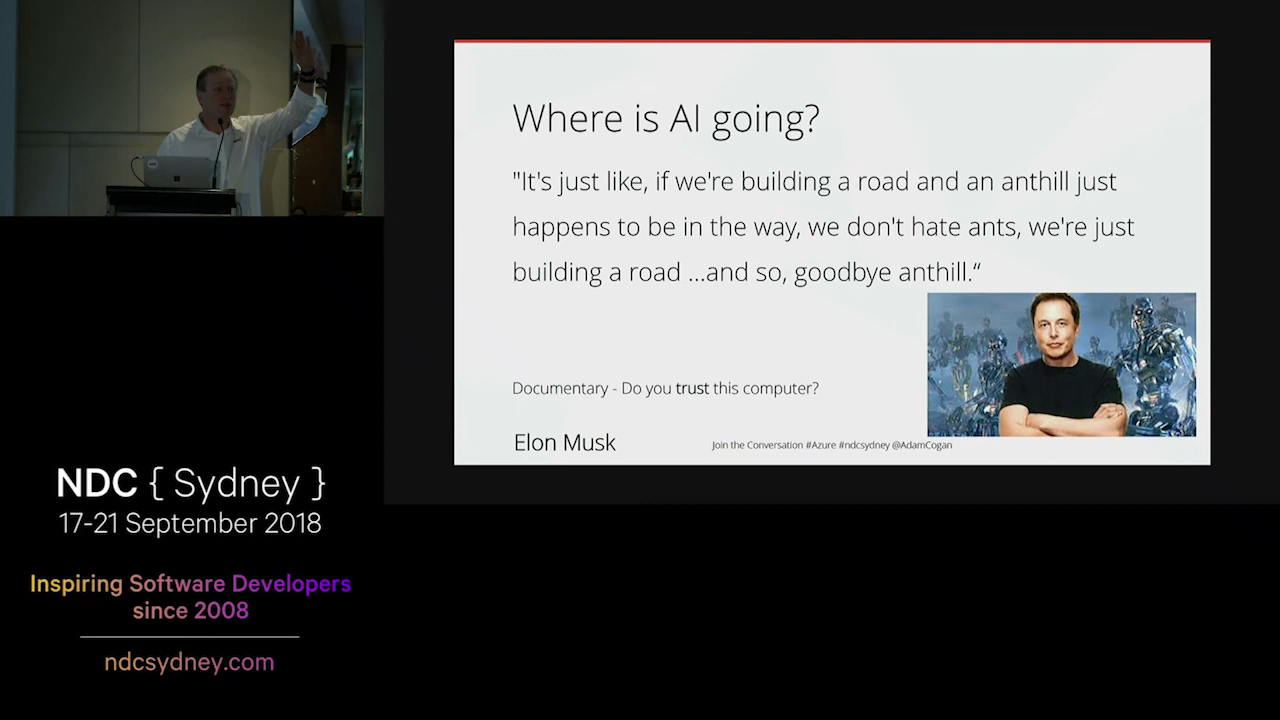 Where is AI going?
"It's just like, if we're building a road and an anthill just
happens to be in the way, we don't hate ants, we're just
building a road ...and so, goodbye anthill.“
Documentary - Do you trust this computer?
Elon Musk
Join the Conversation #Azure #ndcsydney @AdamCogan
NDC { Sydney }
17-21 September 2018
Inspiring Software Developers
since 2008
ndcsydney.com